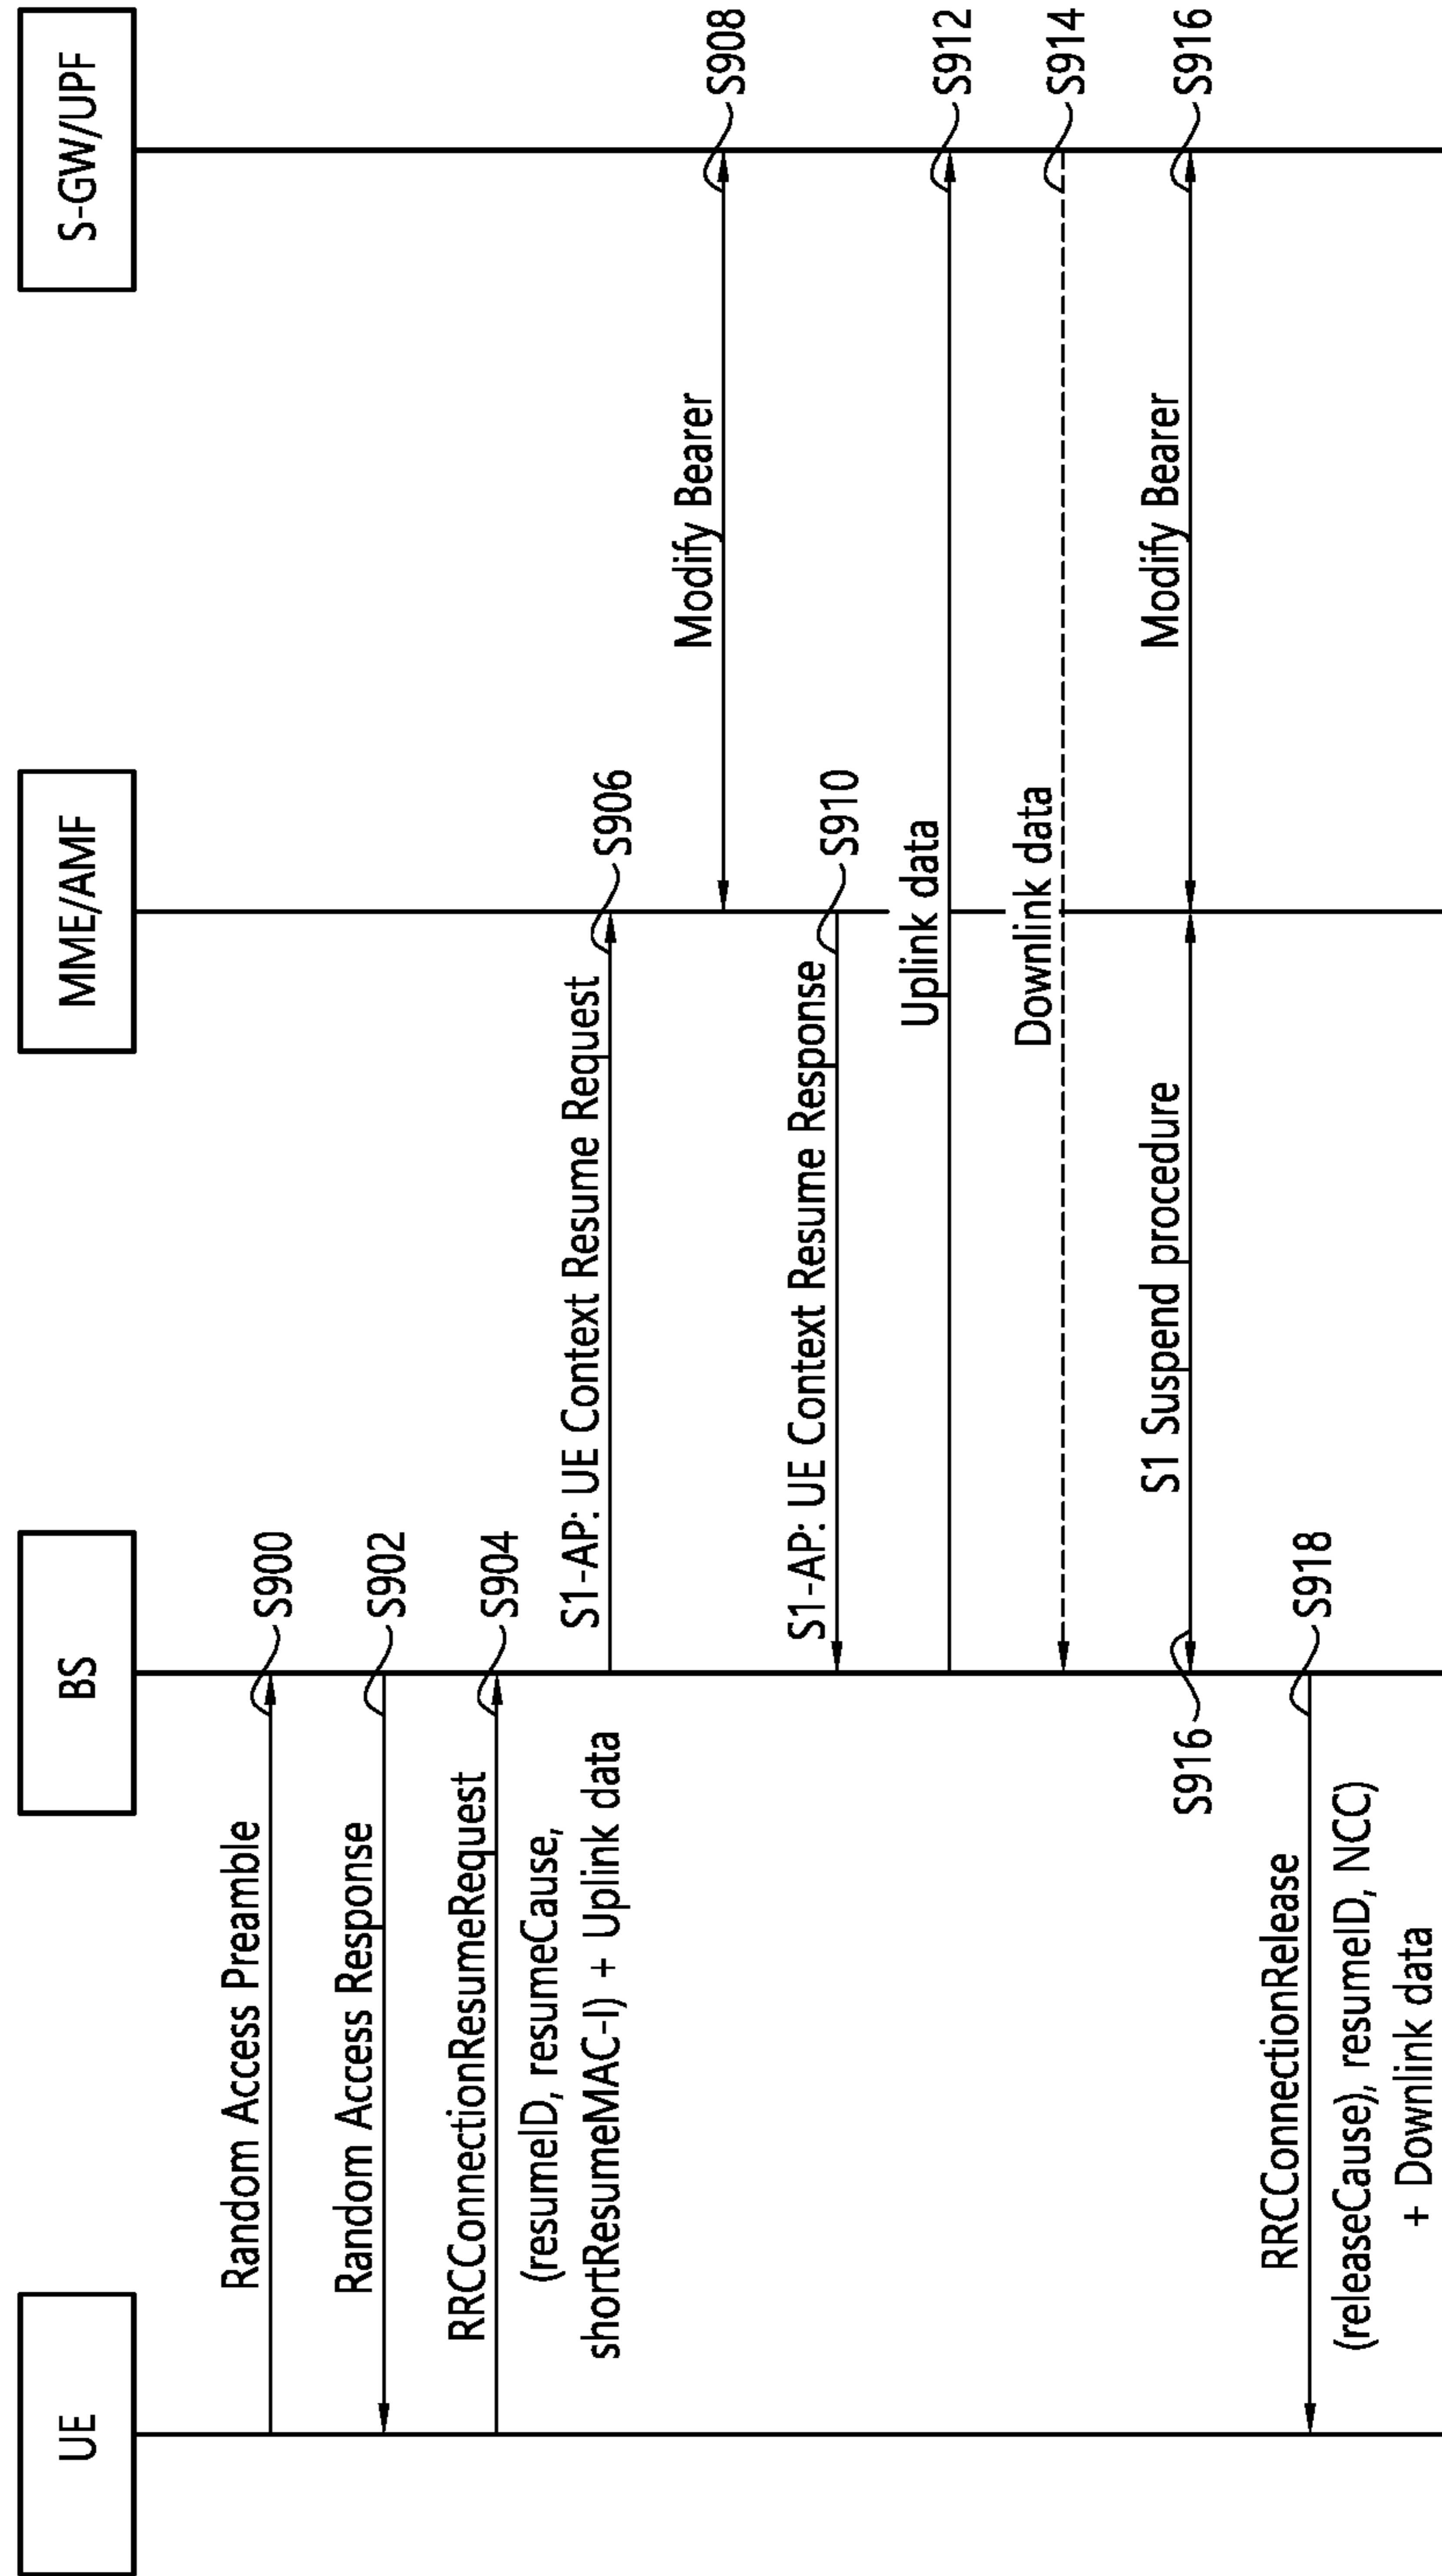 UE
BS
MME/AMF
S-GW/UPF
Random Access Preamble
S900
Random Access Response
S902
RRCConnectionResumeRequest
S904
(resumeID, resumeCause,
shortResumeMAC-I) + Uplink data
S1-AP: UE Context Resume Request
S906
Modify Bearer
S908
S1-AP: UE Context Resume Response
S910
Uplink data
S912
Downlink data
S914
S916
S1 Suspend procedure
Modify Bearer
S916
RRCConnectionRelease
S918
(releaseCause), resumeID, NCC)
+ Downlink data